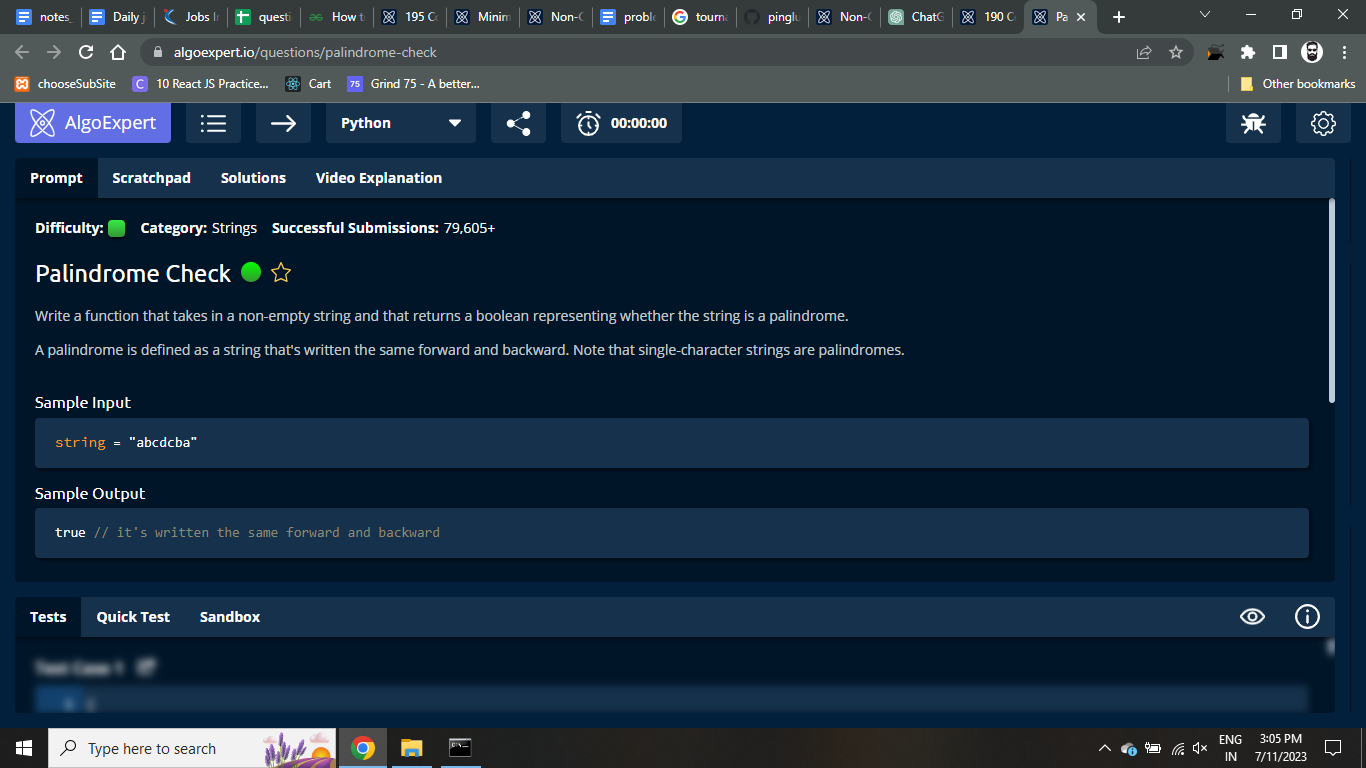 notes_
Daily j
Jobs In
questi
How t
195 Co
Minim
Non-C
proble
tourn
pinglu
Non-C
ChatG
190 C
Pa
algoexpert.io/questions/palindrome-check
chooseSubSite
C 10 React JS Practice...
Cart
75 Grind 75 - A better...
Other bookmarks
AlgoExpert
Python
00:00:00
Prompt Scratchpad Solutions Video Explanation
Difficulty: Category: Strings Successful Submissions: 79,605+
Palindrome Check
Write a function that takes in a non-empty string and that returns a boolean representing whether the string is a palindrome.
A palindrome is defined as a string that's written the same forward and backward. Note that single-character strings are palindromes.
Sample Input
string = "abcdcba"
Sample Output
true // it's written the same forward and backward
Tests Quick Test Sandbox
Test Case 1
Type here to search
ENG
IN
3:05 PM
7/11/2023